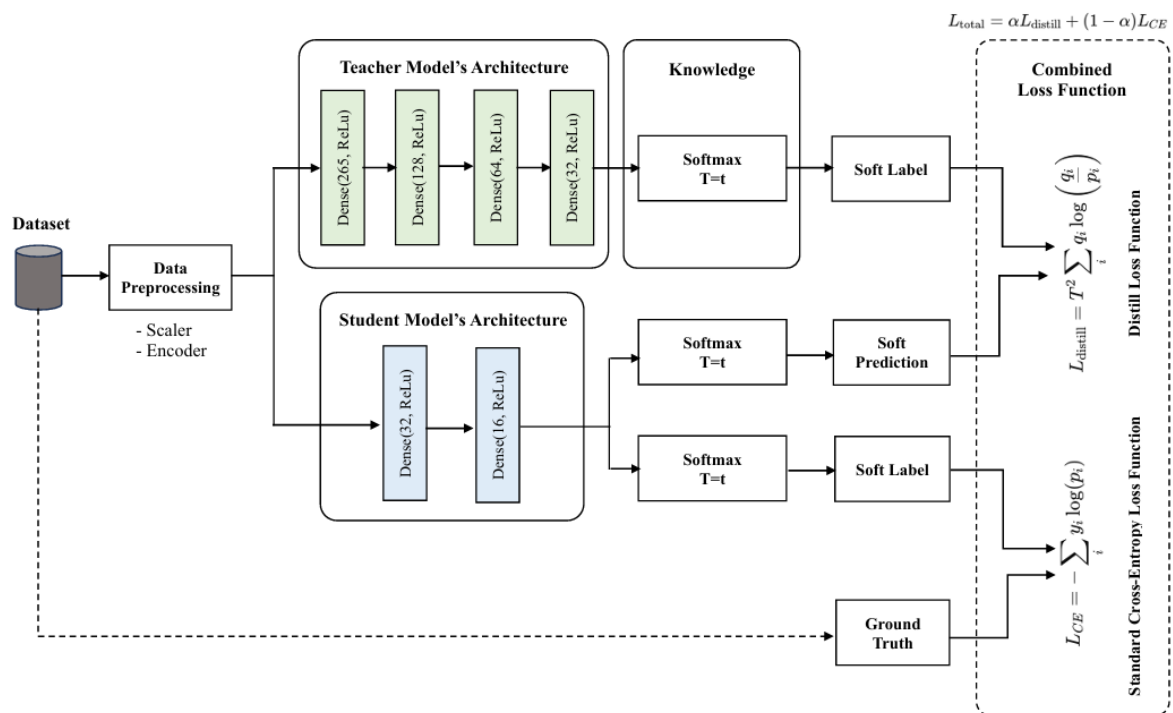 L_total = αL_distill + (1 − α)L_CE
Teacher Model's Architecture
Dense(265, ReLu)
Dense(128, ReLu)
Dense(64, ReLu)
Dense(32, ReLu)
Knowledge
Softmax
T=t
Soft Label
Combined
Loss Function
L_distill = T² ∑_i q_i log (q_i / p_i)
Distill Loss Function
Dataset
Data
Preprocessing
- Scaler
- Encoder
Student Model's Architecture
Dense(32, ReLu)
Dense(16, ReLu)
Softmax
T=t
Soft
Prediction
Softmax
T=t
Soft Label
L_CE = − ∑_i y_i log(p_i)
Standard Cross-Entropy Loss Function
Ground
Truth